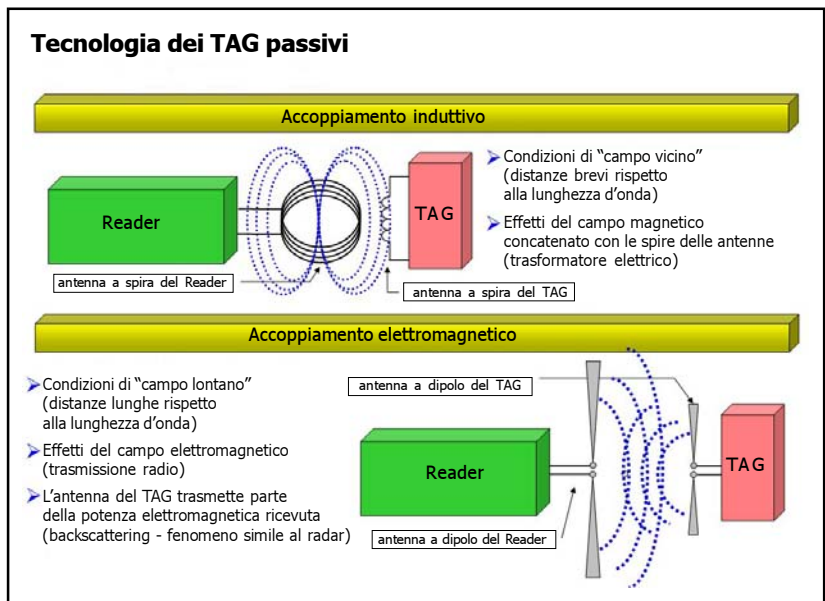 Tecnologia dei TAG passivi
Accoppiamento induttivo
Reader
TAG
antenna a spira del Reader
antenna a spira del TAG
Condizioni di “campo vicino”
(distanze brevi rispetto
alla lunghezza d’onda)
Effetti del campo magnetico
concatenato con le spire delle antenne
(trasformatore elettrico)
Accoppiamento elettromagnetico
Condizioni di “campo lontano”
(distanze lunghe rispetto
alla lunghezza d’onda)
Effetti del campo elettromagnetico
(trasmissione radio)
L’antenna del TAG trasmette parte
della potenza elettromagnetica ricevuta
(backscattering - fenomeno simile al radar)
antenna a dipolo del TAG
Reader
TAG
antenna a dipolo del Reader